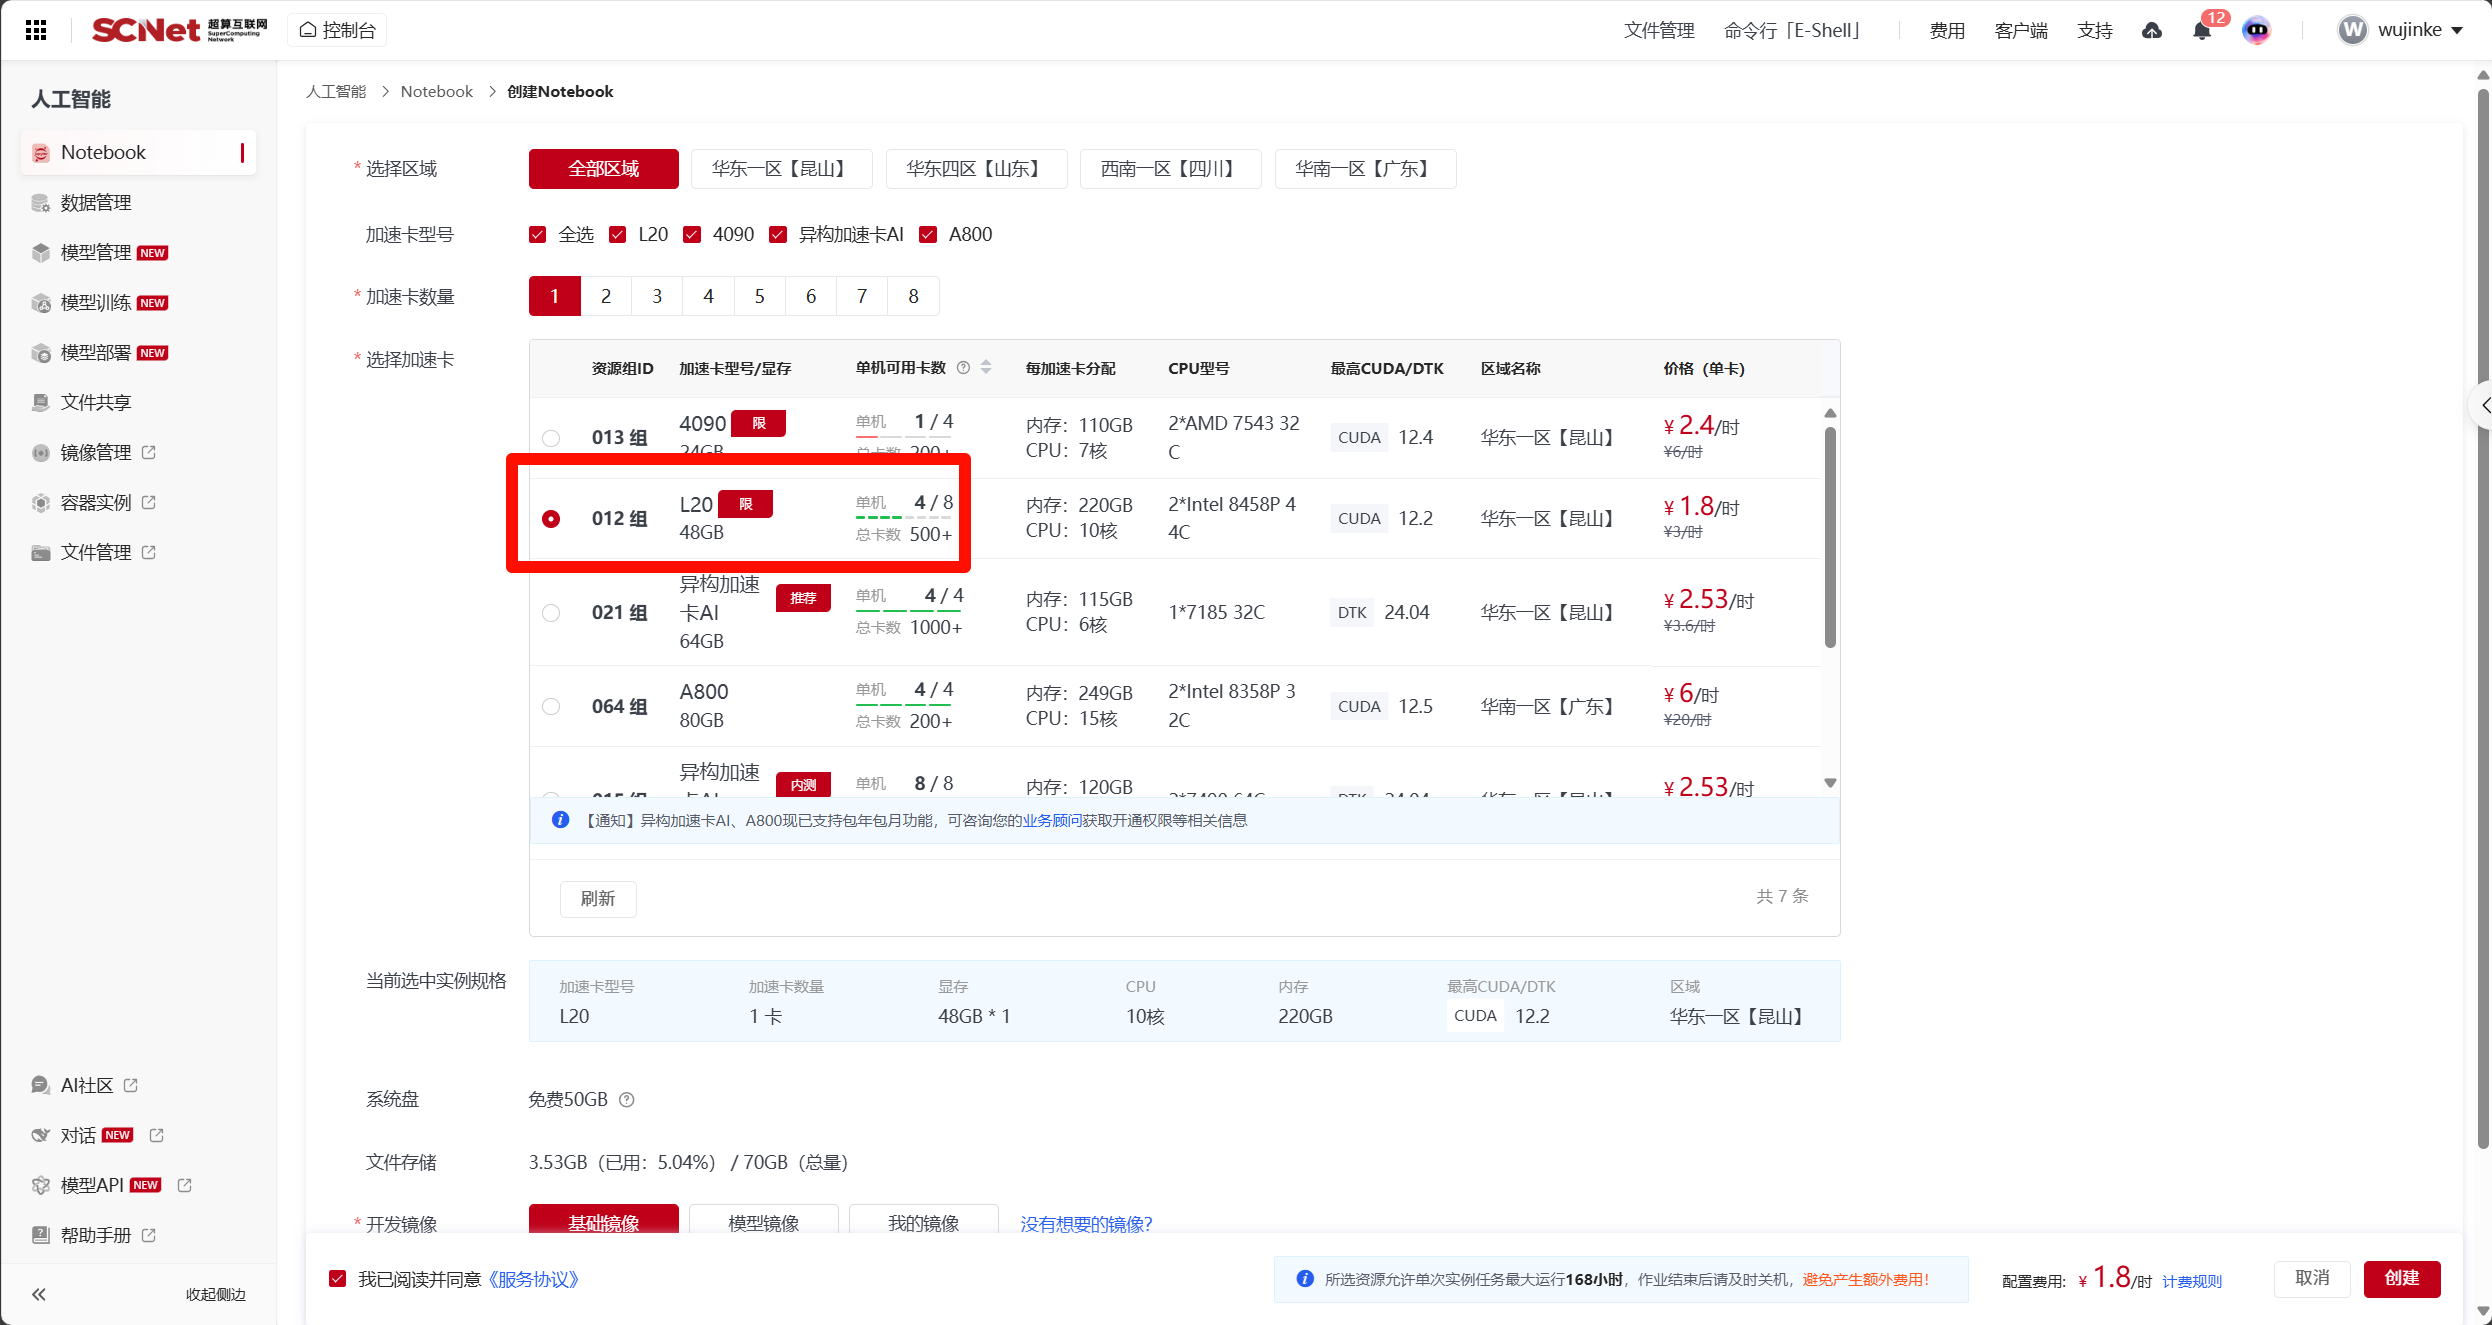 SCNet 超算互联网 SuperComputing Network 控制台 文件管理 命令行「E-Shell」 费用 客户端 支持 12 W wujinke
人工智能
Notebook
数据管理
模型管理 NEW
模型训练 NEW
模型部署 NEW
文件共享
镜像管理
容器实例
文件管理
AI社区
对话 NEW
模型API NEW
帮助手册
收起侧边
人工智能 > Notebook > 创建Notebook
* 选择区域 全部区域 华东一区【昆山】 华东四区【山东】 西南一区【四川】 华南一区【广东】
加速卡型号 全选 L20 4090 异构加速卡AI A800
* 加速卡数量 1 2 3 4 5 6 7 8
* 选择加速卡
资源组ID 加速卡型号/显存 单机可用卡数 每加速卡分配 CPU型号 最高CUDA/DTK 区域名称 价格（单卡）
013 组 4090 限 24GB 单机 1 / 4 总卡数 200+ 内存：110GB CPU：7核 2*AMD 7543 32C CUDA 12.4 华东一区【昆山】 ¥ 2.4/时 ¥6/时
012 组 L20 限 48GB 单机 4 / 8 总卡数 500+ 内存：220GB CPU：10核 2*Intel 8458P 44C CUDA 12.2 华东一区【昆山】 ¥ 1.8/时 ¥3/时
021 组 异构加速卡AI 推荐 64GB 单机 4 / 4 总卡数 1000+ 内存：115GB CPU：6核 1*7185 32C DTK 24.04 华东一区【昆山】 ¥ 2.53/时 ¥3.6/时
064 组 A800 80GB 单机 4 / 4 总卡数 200+ 内存：249GB CPU：15核 2*Intel 8358P 32C CUDA 12.5 华南一区【广东】 ¥ 6/时 ¥20/时
异构加速 内测 单机 8 / 8 内存：120GB ¥ 2.53/时
【通知】异构加速卡AI、A800现已支持包年包月功能，可咨询您的业务顾问获取开通权限等相关信息
刷新 共 7 条
当前选中实例规格
加速卡型号 加速卡数量 显存 CPU 内存 最高CUDA/DTK 区域
L20 1 卡 48GB * 1 10核 220GB CUDA 12.2 华东一区【昆山】
系统盘 免费50GB
文件存储 3.53GB（已用：5.04%） / 70GB（总量）
* 开发镜像 基础镜像 模型镜像 我的镜像 没有想要的镜像?
我已阅读并同意《服务协议》 所选资源允许单次实例任务最大运行168小时，作业结束后请及时关机，避免产生额外费用！ 配置费用: ¥ 1.8/时 计费规则 取消 创建